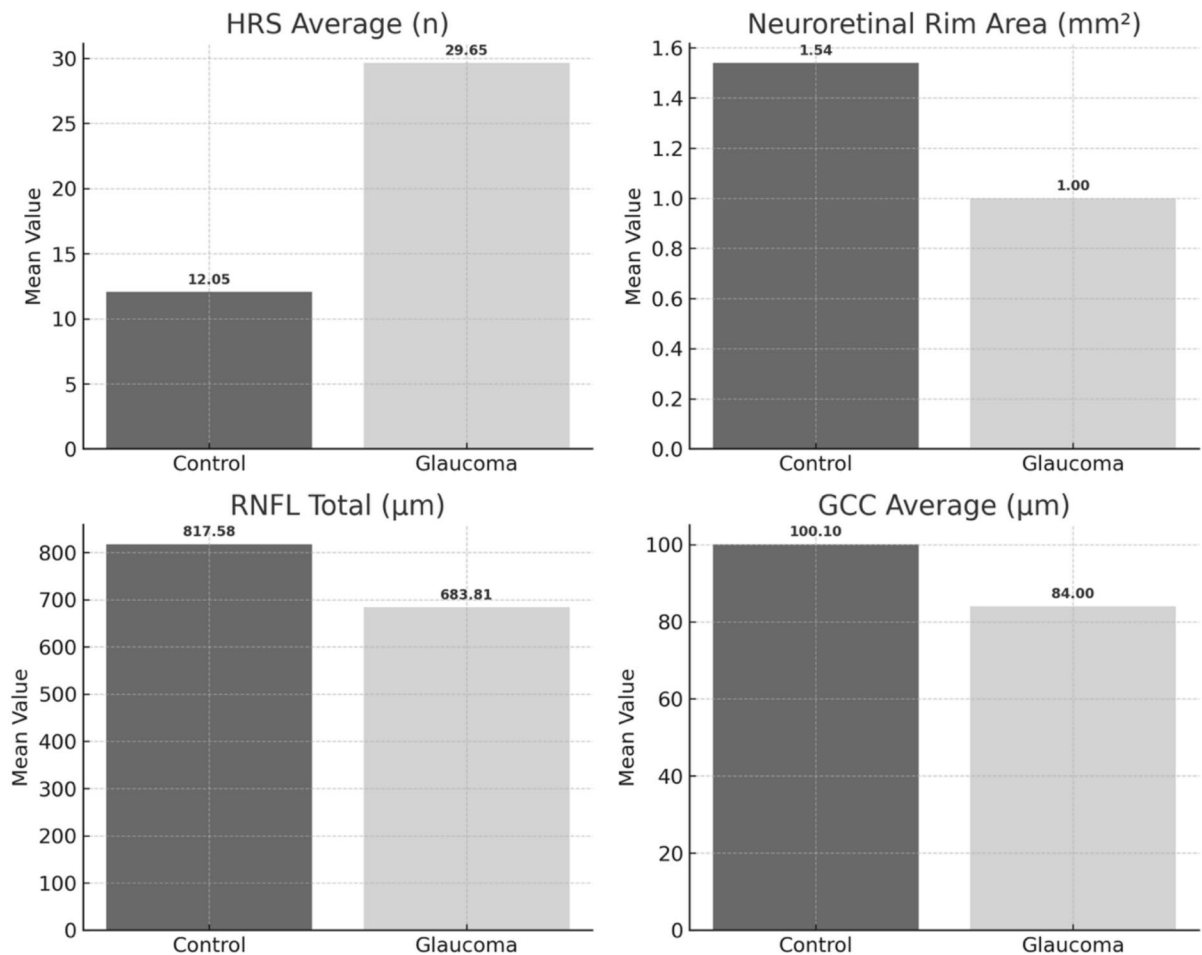 HRS Average (n)
Mean Value
30
25
20
15
10
5
0
12.05
29.65
Control
Glaucoma
Neuroretinal Rim Area (mm²)
Mean Value
1.6
1.4
1.2
1.0
0.8
0.6
0.4
0.2
0.0
1.54
1.00
Control
Glaucoma
RNFL Total (μm)
Mean Value
800
700
600
500
400
300
200
100
0
817.58
683.81
Control
Glaucoma
GCC Average (μm)
Mean Value
100
80
60
40
20
0
100.10
84.00
Control
Glaucoma